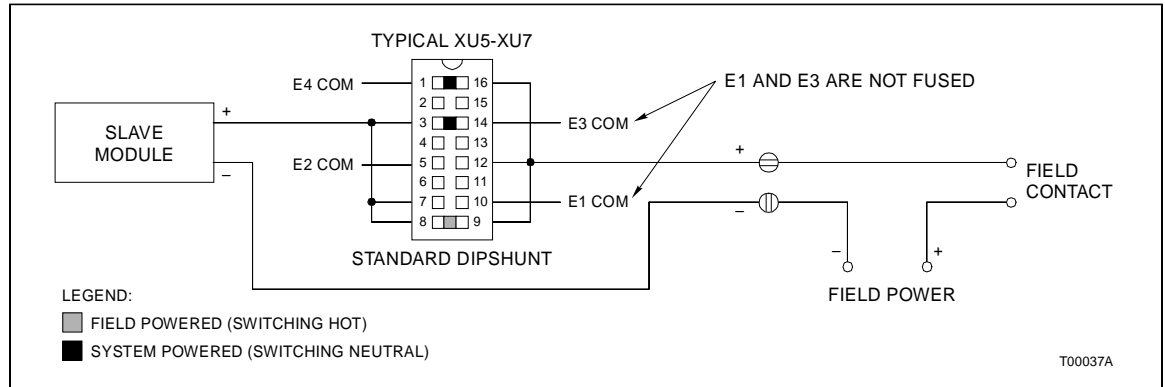 TYPICAL XU5-XU7
E4 COM
1 16
2 15
3 14
4 13
5 12
6 11
7 10
8 9
E1 AND E3 ARE NOT FUSED
SLAVE
MODULE
+
–
E3 COM
E2 COM
E1 COM
+
–
FIELD
CONTACT
–
+
STANDARD DIPSHUNT
FIELD POWER
LEGEND:
FIELD POWERED (SWITCHING HOT)
SYSTEM POWERED (SWITCHING NEUTRAL)
T00037A